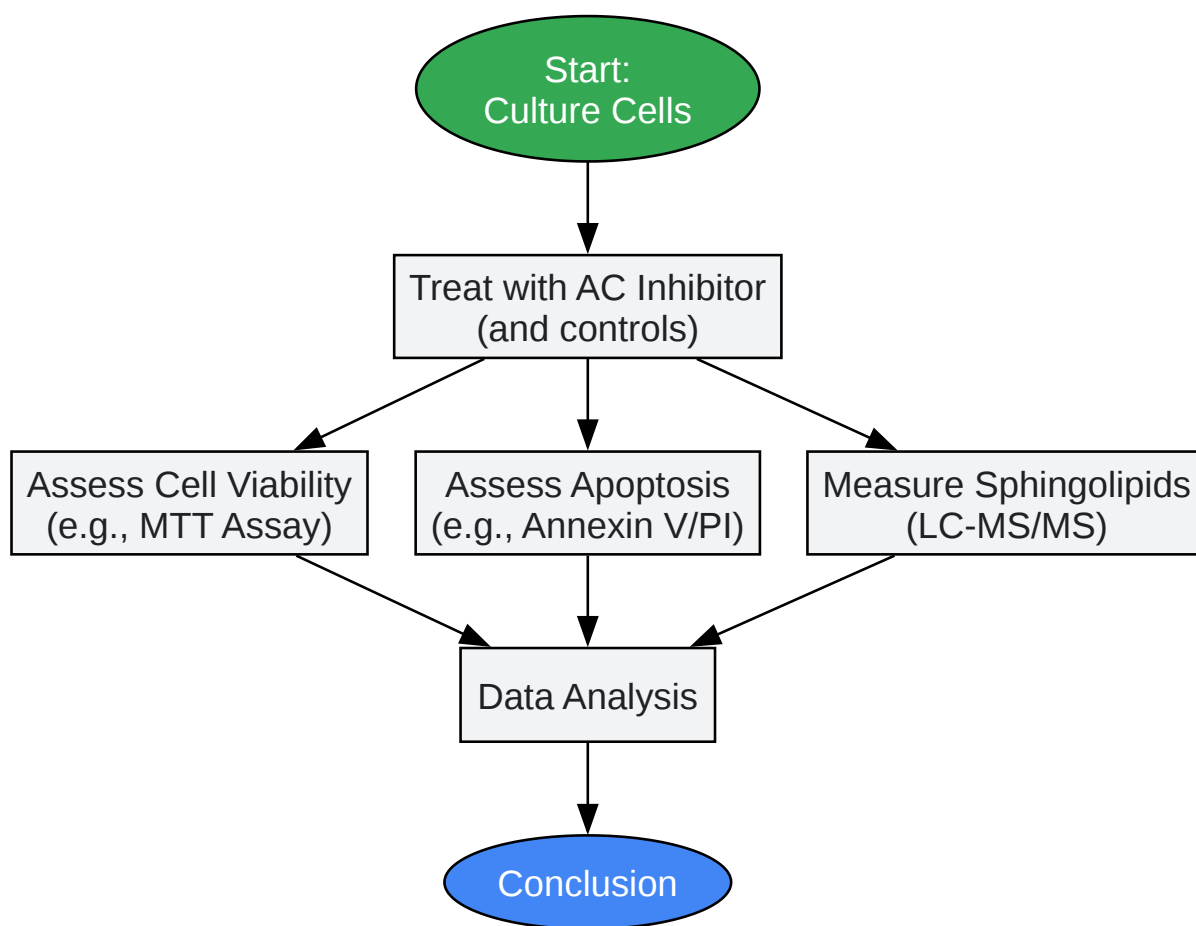 Start:
Culture Cells
Treat with AC Inhibitor
(and controls)
Assess Cell Viability
(e.g., MTT Assay)
Assess Apoptosis
(e.g., Annexin V/PI)
Measure Sphingolipids
(LC-MS/MS)
Data Analysis
Conclusion